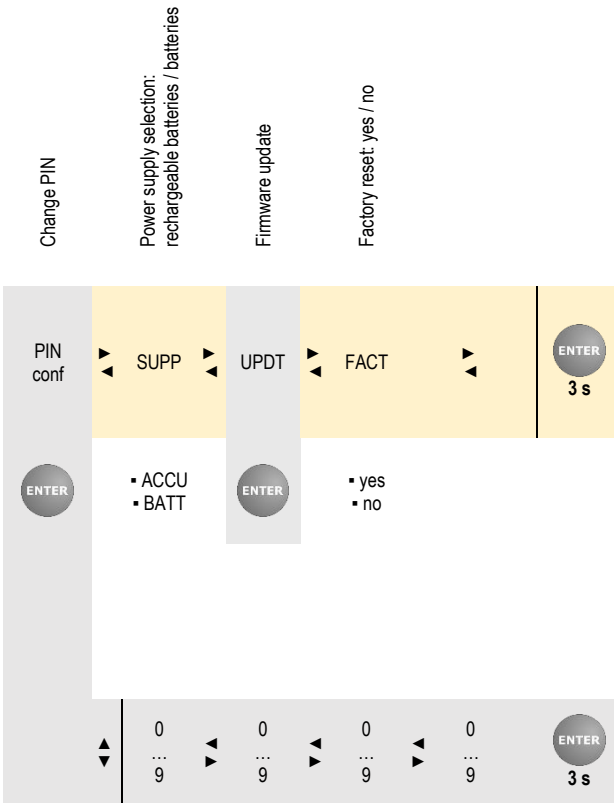 Change PIN
Power supply selection:
rechargeable batteries / batteries
Firmware update
Factory reset: yes / no
PIN
conf
► ◄
SUPP
► ◄
UPDT
► ◄
FACT
► ◄
ENTER
3 s
ENTER
▪ ACCU
▪ BATT
ENTER
▪ yes
▪ no
▲ ▼
0
...
9
◄ ►
0
...
9
◄ ►
0
...
9
◄ ►
0
...
9
ENTER
3 s